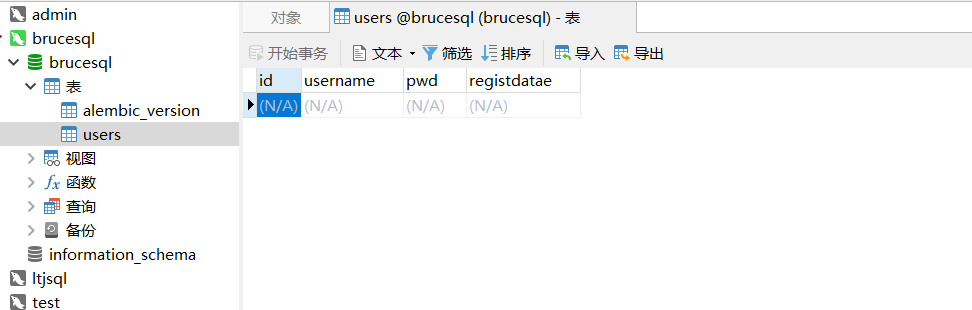 admin
brucesql
brucesql
表
alembic_version
users
视图
函数
查询
备份
information_schema
ltjsql
test
对象
users @brucesql (brucesql) - 表
开始事务 文本 筛选 排序 导入 导出
id username pwd registdatae
(N/A) (N/A) (N/A) (N/A)